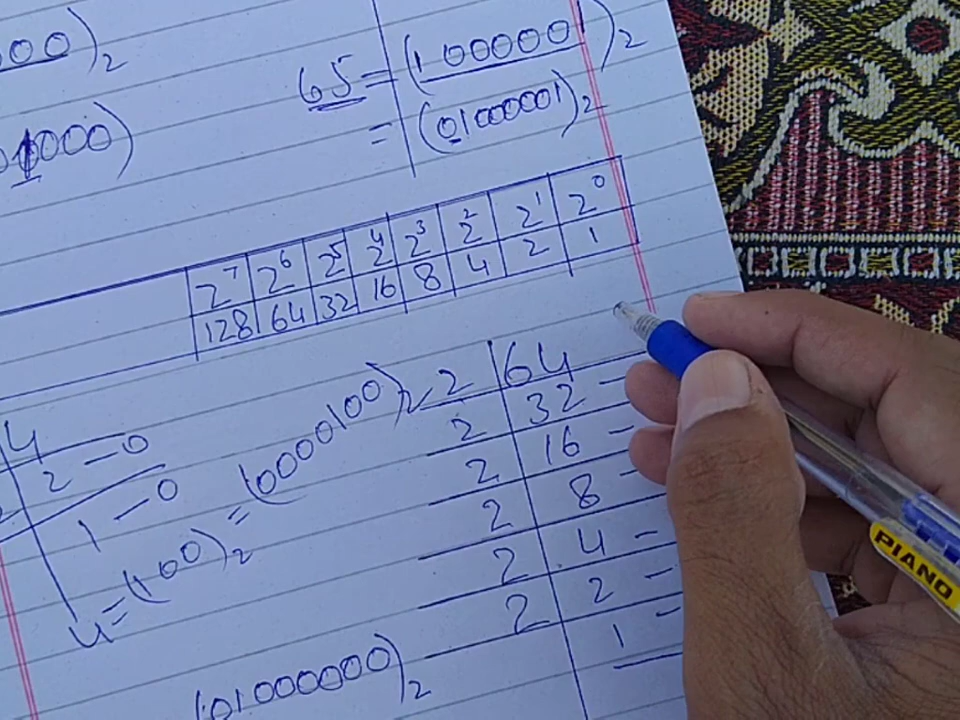 00)₂
65 = (1000001)₂
01000)
= (01000001)₂
2⁷ 2⁶ 2⁵ 2⁴ 2³ 2² 2¹ 2⁰
128 64 32 16 8 4 2 1
2 64
2 32 -
2 16 -
2 8 -
2 4 -
2 2 -
1 -
4
2 - 0
1 - 0
4 = (100)₂ = (00000100)₂
(01000000)₂
PIANO